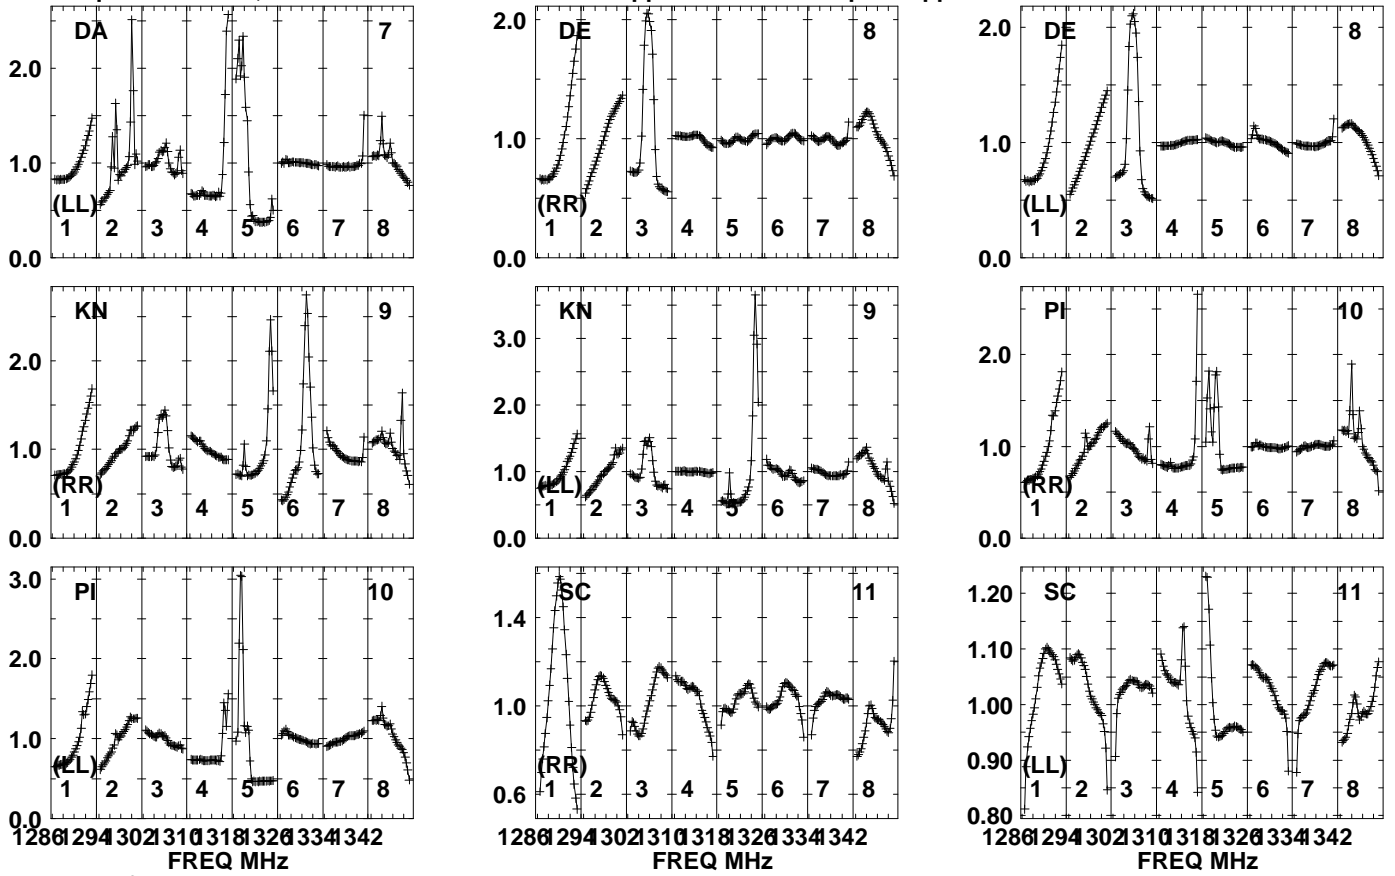 DA 7 DE 8 DE 8
2.0 2.0 2.0
1.0 1.0 1.0
(LL) (RR) (LL)
1 2 3 4 5 6 7 8 1 2 3 4 5 6 7 8 1 2 3 4 5 6 7 8
0.0 0.0 0.0
KN 9 KN 9 PI 10
2.0 3.0 2.0
2.0
1.0 1.0 1.0
(RR) (LL) (RR)
1 2 3 4 5 6 7 8 1 2 3 4 5 6 7 8 1 2 3 4 5 6 7 8
0.0 0.0 0.0
PI 10 SC 11 SC 11
3.0 1.4 1.20
2.0 1.10
1.0 1.0 1.00
(LL) (RR) 0.90 (LL)
1 2 3 4 5 6 7 8 1 2 3 4 5 6 7 8 1 2 3 4 5 6 7 8
0.0 0.6 0.80
1286 1294 1302 1310 1318 1326 1334 1342 1286 1294 1302 1310 1318 1326 1334 1342 1286 1294 1302 1310 1318 1326 1334 1342
FREQ MHz FREQ MHz FREQ MHz